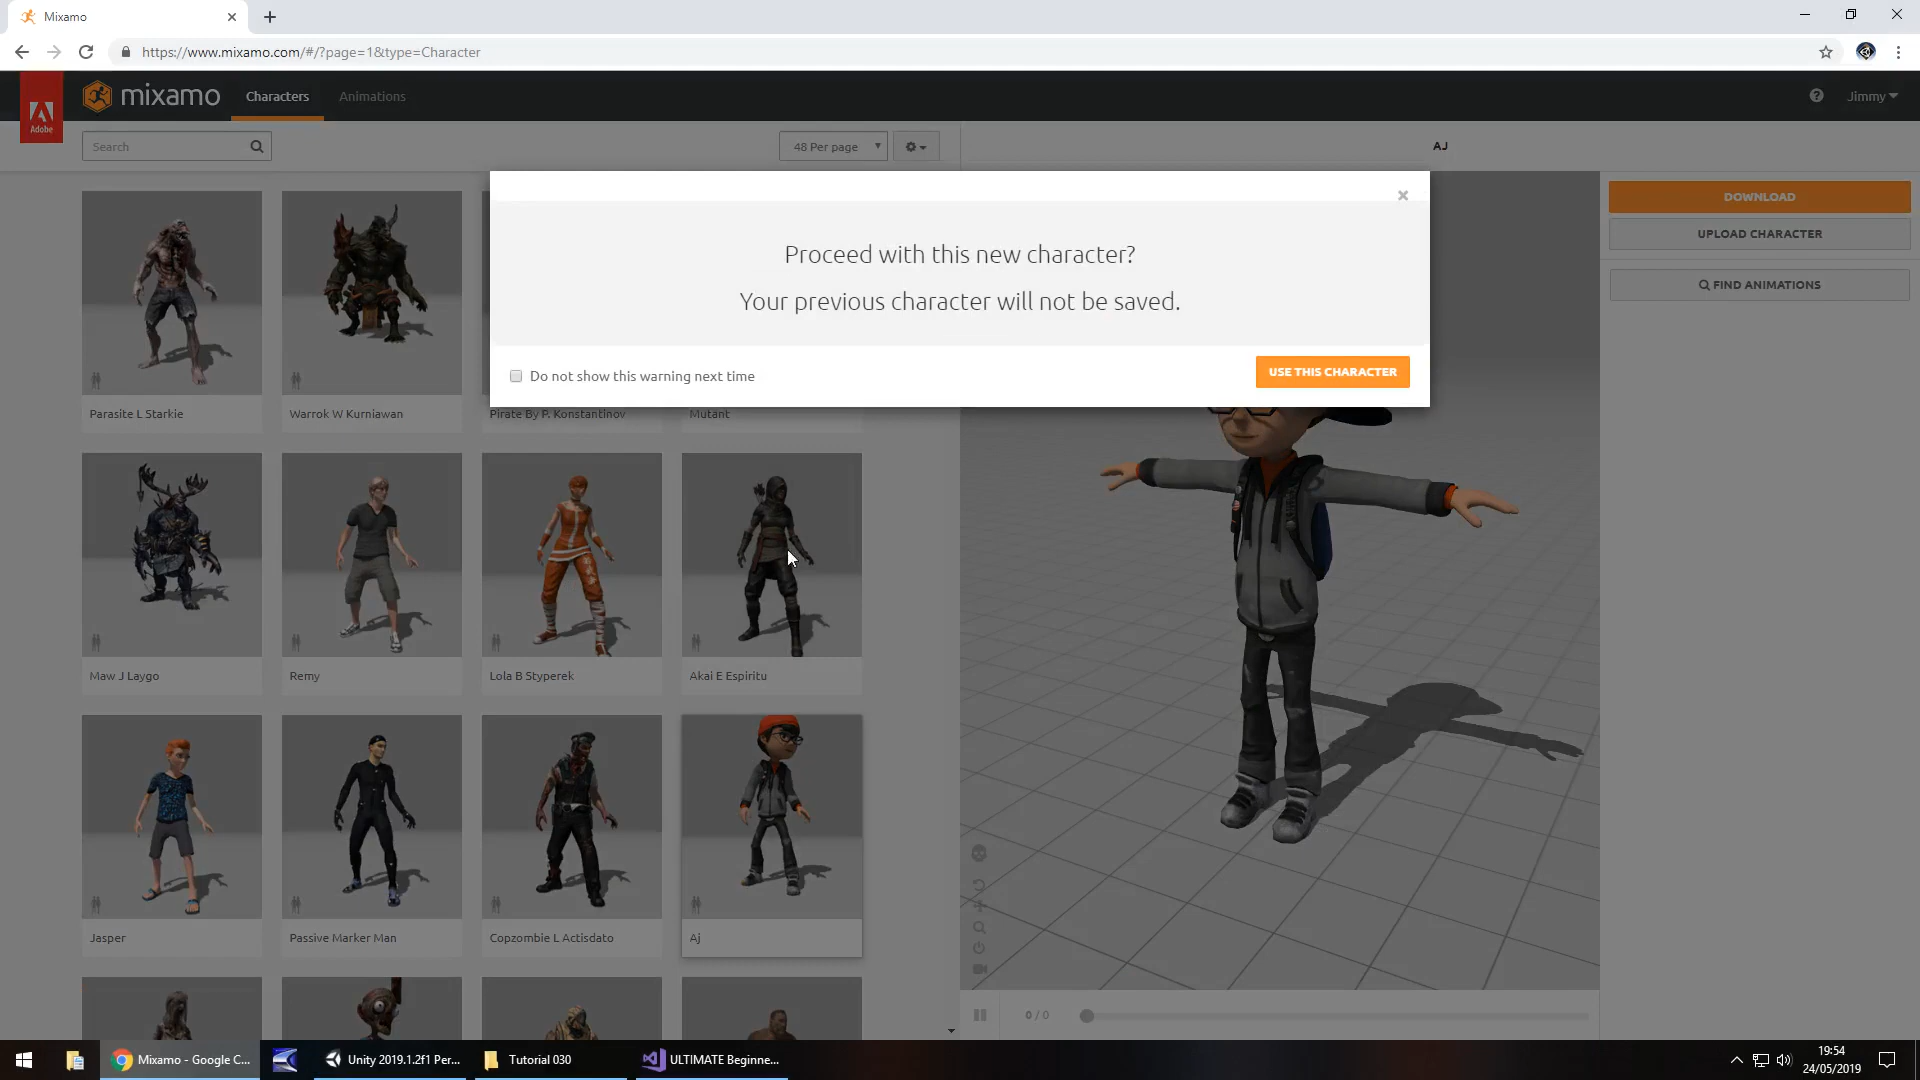 Mixamo
https://www.mixamo.com/#/?page=1&type=Character
Adobe
mixamo
Characters
Animations
Jimmy
Search
48 Per page
AJ
Proceed with this new character?
Your previous character will not be saved.
Do not show this warning next time
USE THIS CHARACTER
DOWNLOAD
UPLOAD CHARACTER
FIND ANIMATIONS
Parasite L Starkie
Warrok W Kurniawan
Pirate By P. Konstantinov
Mutant
Maw J Laygo
Remy
Lola B Styperek
Akai E Espiritu
Jasper
Passive Marker Man
Copzombie L Actisdato
Aj
0 / 0
Mixamo - Google C...
Unity 2019.1.2f1 Per...
Tutorial 030
ULTIMATE Beginne...
19:54
24/05/2019